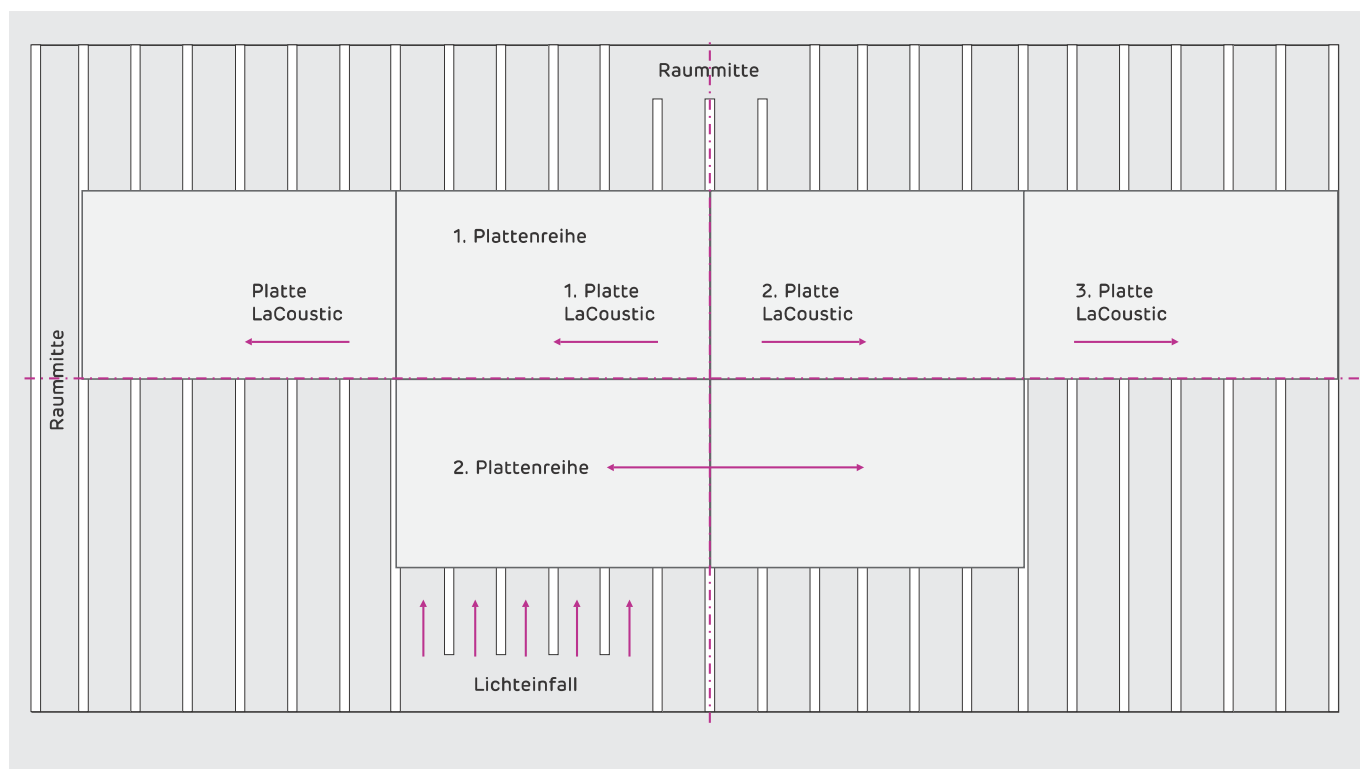 Raummitte
1. Plattenreihe
Platte
LaCoustic
1. Platte
LaCoustic
2. Platte
LaCoustic
3. Platte
LaCoustic
Raummitte
2. Plattenreihe
Lichteinfall